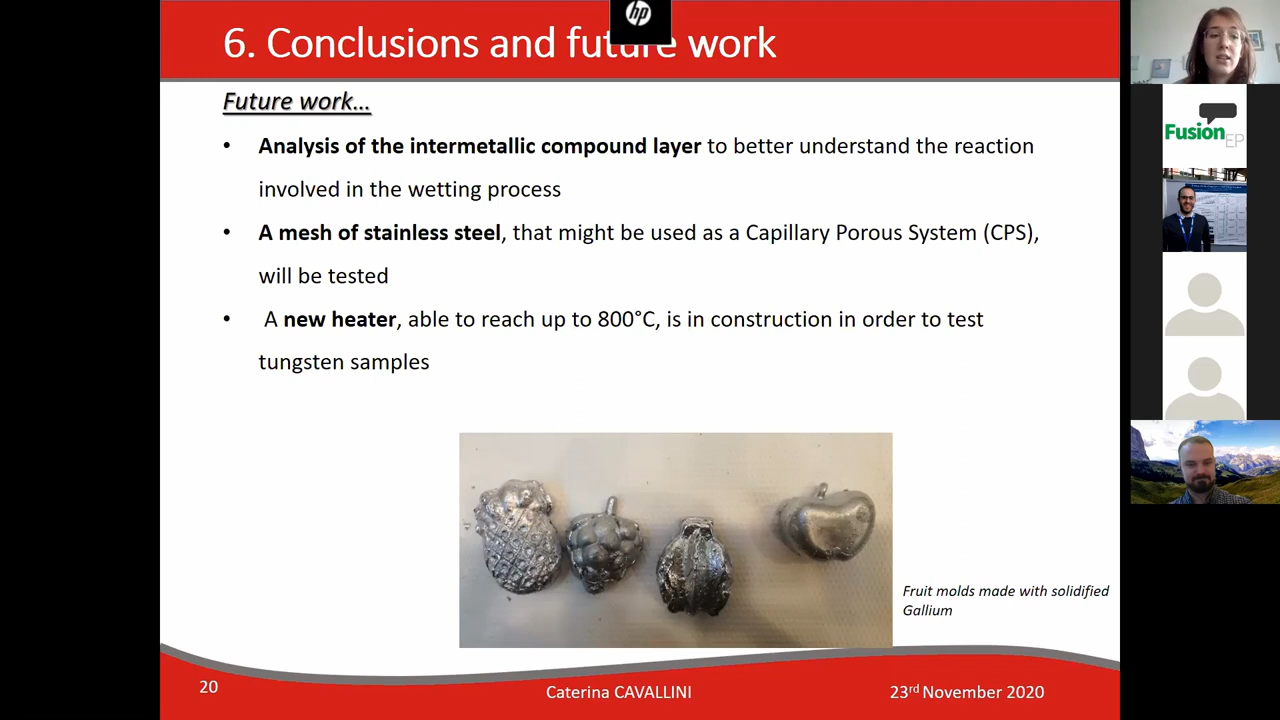 hp
6. Conclusions and future work
Future work...
• Analysis of the intermetallic compound layer to better understand the reaction
involved in the wetting process
• A mesh of stainless steel, that might be used as a Capillary Porous System (CPS),
will be tested
• A new heater, able to reach up to 800°C, is in construction in order to test
tungsten samples
Fruit molds made with solidified
Gallium
20
Caterina CAVALLINI
23rd November 2020
Fusion
EP